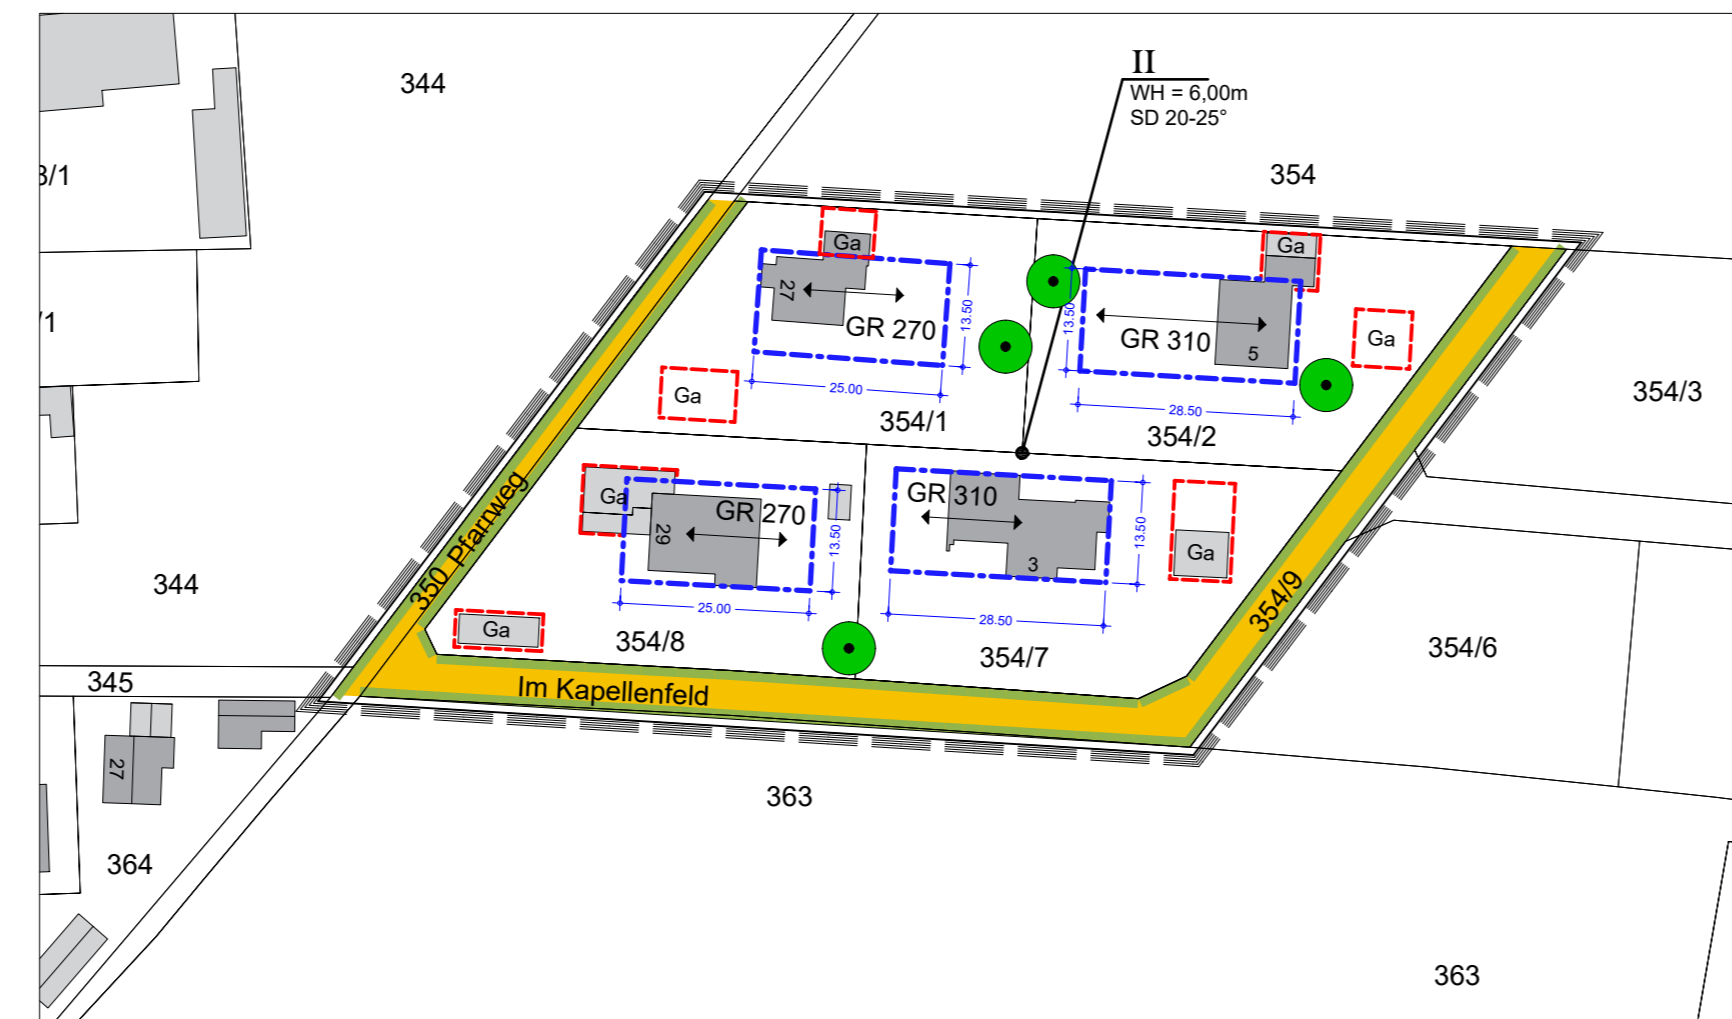 344
II
WH = 6,00m
SD 20-25°
3/1
354
Ga
Ga
27
13.50
13.50
GR 270
GR 310
5
Ga
/1
25.00
Ga
28.50
354/3
354/1
354/2
Ga
GR 270
GR 310
29
13.50
13.50
350 Pfarrweg
Ga
3
344
25.00
28.50
354/9
Ga
354/8
354/7
354/6
345
Im Kapellenfeld
27
363
364
363